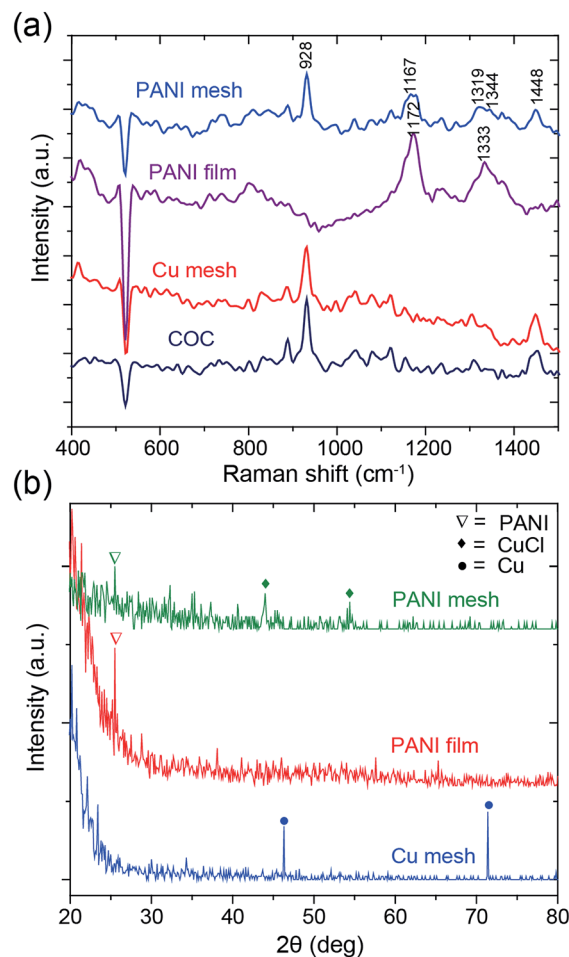 (a)
Intensity (a.u.)
928
1167
1172
1319
1344
1333
1448
PANI mesh
PANI film
Cu mesh
COC
400 600 800 1000 1200 1400
Raman shift (cm⁻¹)
(b)
Intensity (a.u.)
▽ = PANI
♦ = CuCl
● = Cu
PANI mesh
PANI film
Cu mesh
20 30 40 50 60 70 80
2θ (deg)